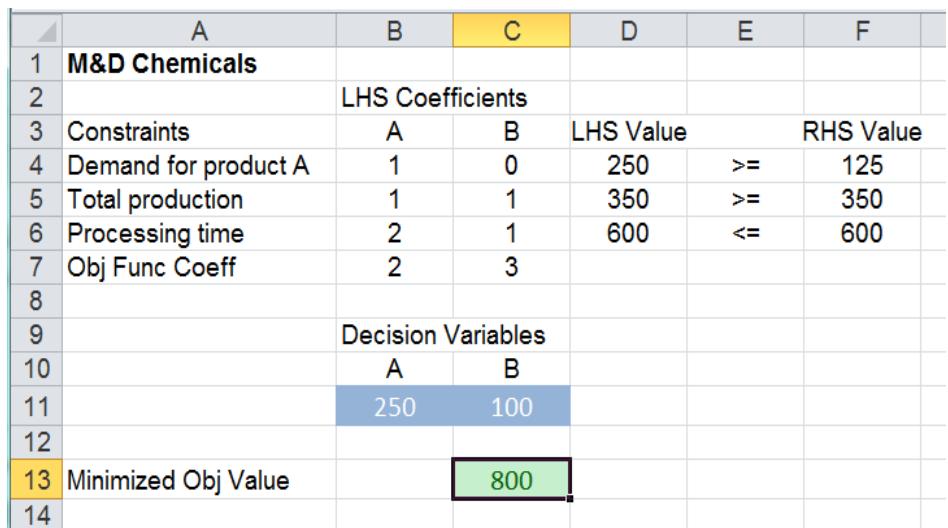 A B C D E F
1 M&D Chemicals
2 LHS Coefficients
3 Constraints A B LHS Value RHS Value
4 Demand for product A 1 0 250 >= 125
5 Total production 1 1 350 >= 350
6 Processing time 2 1 600 <= 600
7 Obj Func Coeff 2 3
8
9 Decision Variables
10 A B
11 250 100
12
13 Minimized Obj Value 800
14